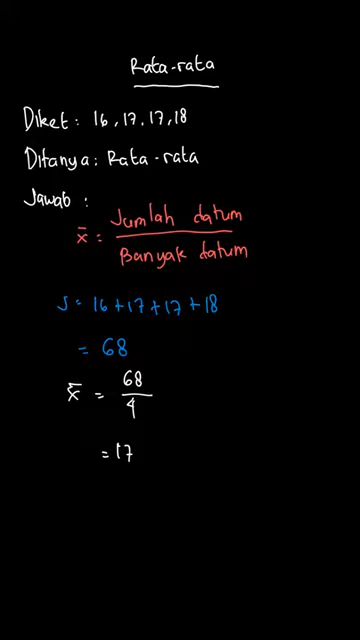 Rata-rata
Diket : 16, 17, 17, 18
Ditanya : Rata-rata
Jawab :
x̄ = Jumlah datum / Banyak datum
J = 16 + 17 + 17 + 18
= 68
x̄ = 68 / 4
= 17